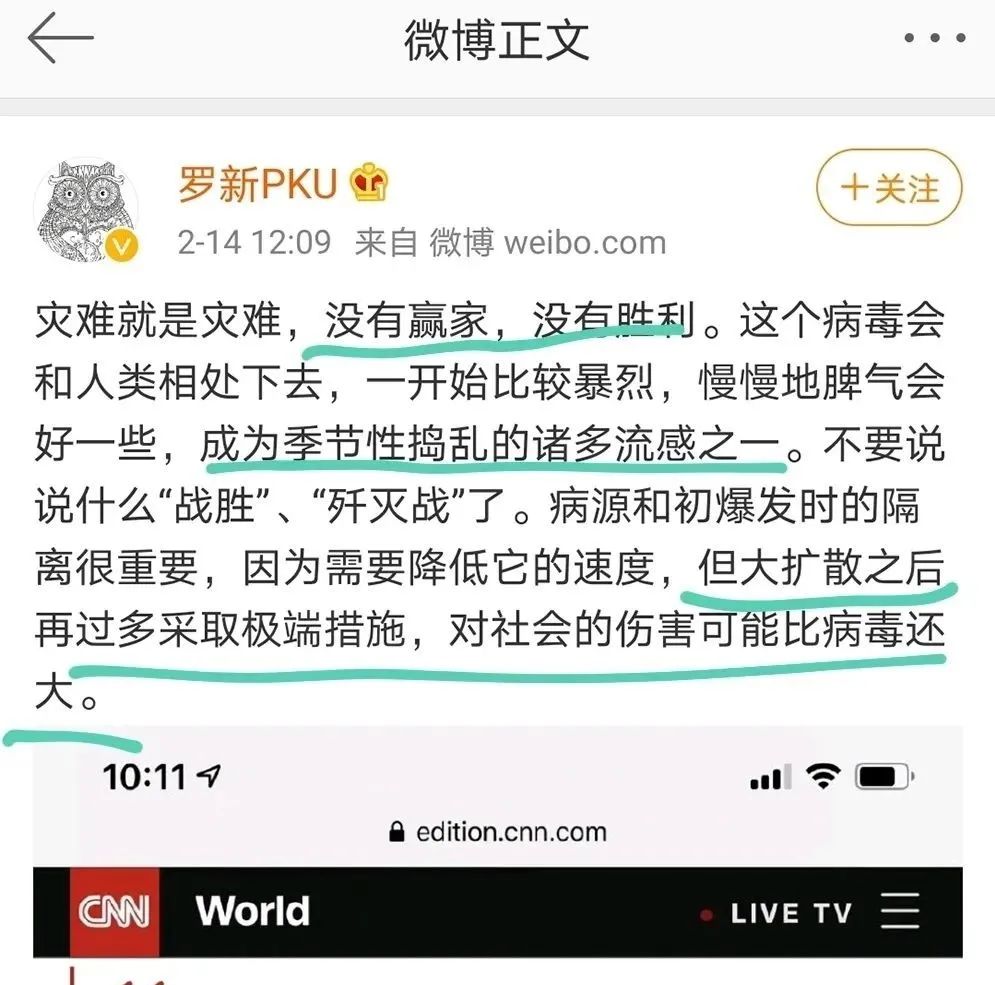 微博正文
罗新PKU
+关注
2-14 12:09 来自 微博 weibo.com
灾难就是灾难，没有赢家，没有胜利。这个病毒会
和人类相处下去，一开始比较暴烈，慢慢地脾气会
好一些，成为季节性捣乱的诸多流感之一。不要说
说什么“战胜”、“歼灭战”了。病源和初爆发时的隔
离很重要，因为需要降低它的速度，但大扩散之后
再过多采取极端措施，对社会的伤害可能比病毒还
大。
10:11
edition.cnn.com
CNN World LIVE TV